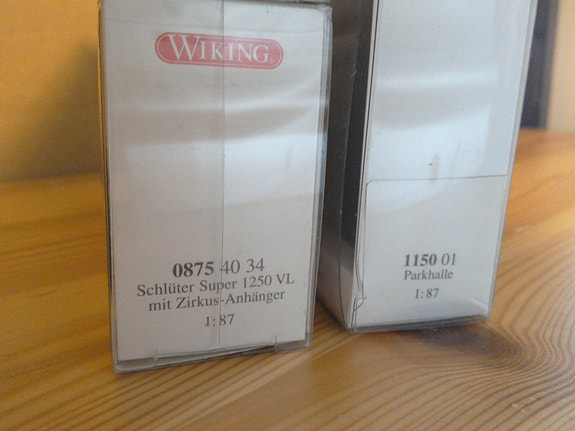 WIKING
0875 40 34
Schlüter Super 1250 VL
mit Zirkus-Anhänger
1:87
1150 01
Parkhalle
1:87